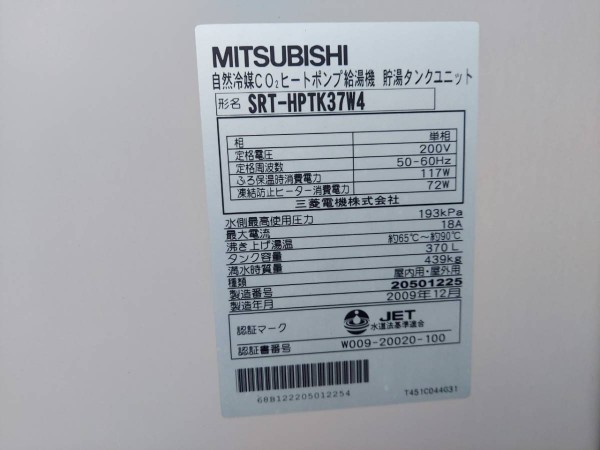 MITSUBISHI
自然冷媒CO₂ヒートポンプ給湯機 貯湯タンクユニット
形名 SRT-HPTK37W4
相 単相
定格電圧 200V
定格周波数 50-60Hz
ふろ保温時消費電力 117W
凍結防止ヒーター消費電力 72W
三菱電機株式会社
水側最高使用圧力 193kPa
最大電流 18A
沸き上げ湯温 約65℃～約90℃
タンク容量 370L
満水時質量 439kg
種類 屋内用・屋外用
製造番号 20501225
製造年月 2009年12月
認証マーク JET
水道法基準適合
認証書番号 W009-20020-100
68B122205012254
T451C044031